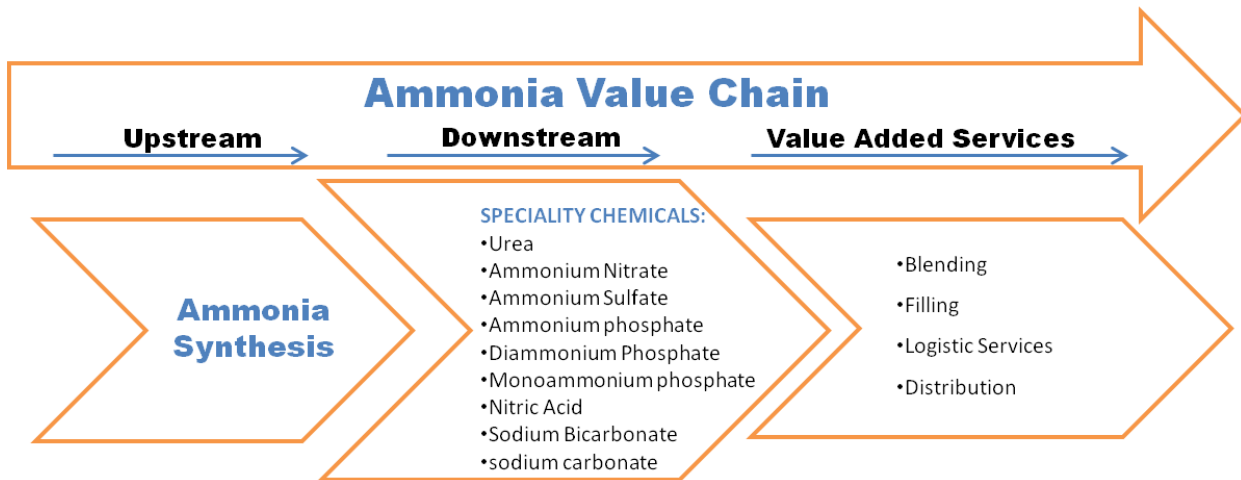 Ammonia Value Chain
Upstream
Downstream
Value Added Services
Ammonia
Synthesis
SPECIALITY CHEMICALS:
•Urea
•Ammonium Nitrate
•Ammonium Sulfate
•Ammonium phosphate
•Diammonium Phosphate
•Monoammonium phosphate
•Nitric Acid
•Sodium Bicarbonate
•sodium carbonate
•Blending
•Filling
•Logistic Services
•Distribution